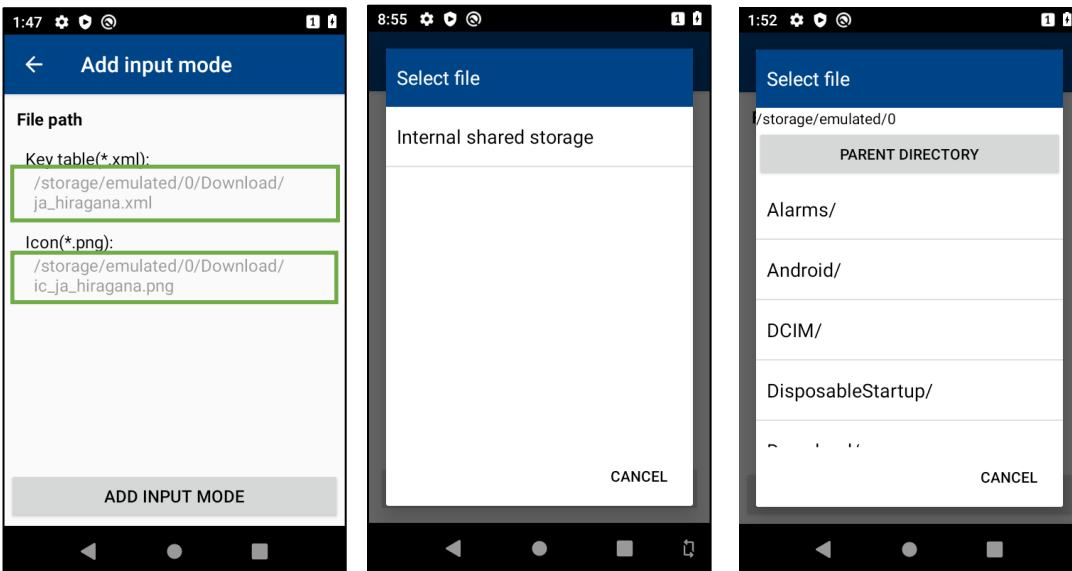 1:47
1
Add input mode
File path
Key table(*.xml):
/storage/emulated/0/Download/
ja_hiragana.xml
Icon(*.png):
/storage/emulated/0/Download/
ic_ja_hiragana.png
ADD INPUT MODE
8:55
1
Select file
Internal shared storage
CANCEL
1:52
1
Select file
/storage/emulated/0
PARENT DIRECTORY
Alarms/
Android/
DCIM/
DisposableStartup/
CANCEL